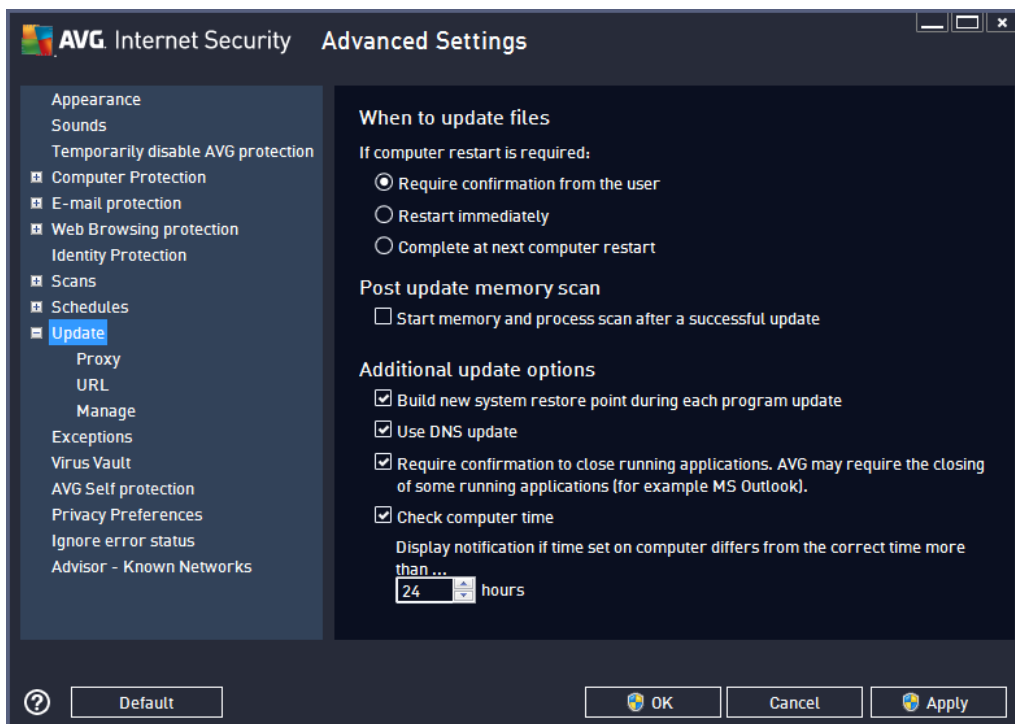 AVG. Internet Security Advanced Settings
Appearance
Sounds
Temporarily disable AVG protection
Computer Protection
E-mail protection
Web Browsing protection
Identity Protection
Scans
Schedules
Update
Proxy
URL
Manage
Exceptions
Virus Vault
AVG Self protection
Privacy Preferences
Ignore error status
Advisor - Known Networks
When to update files
If computer restart is required:
Require confirmation from the user
Restart immediately
Complete at next computer restart
Post update memory scan
Start memory and process scan after a successful update
Additional update options
Build new system restore point during each program update
Use DNS update
Require confirmation to close running applications. AVG may require the closing
of some running applications (for example MS Outlook).
Check computer time
Display notification if time set on computer differs from the correct time more
than ...
24 hours
? Default OK Cancel Apply